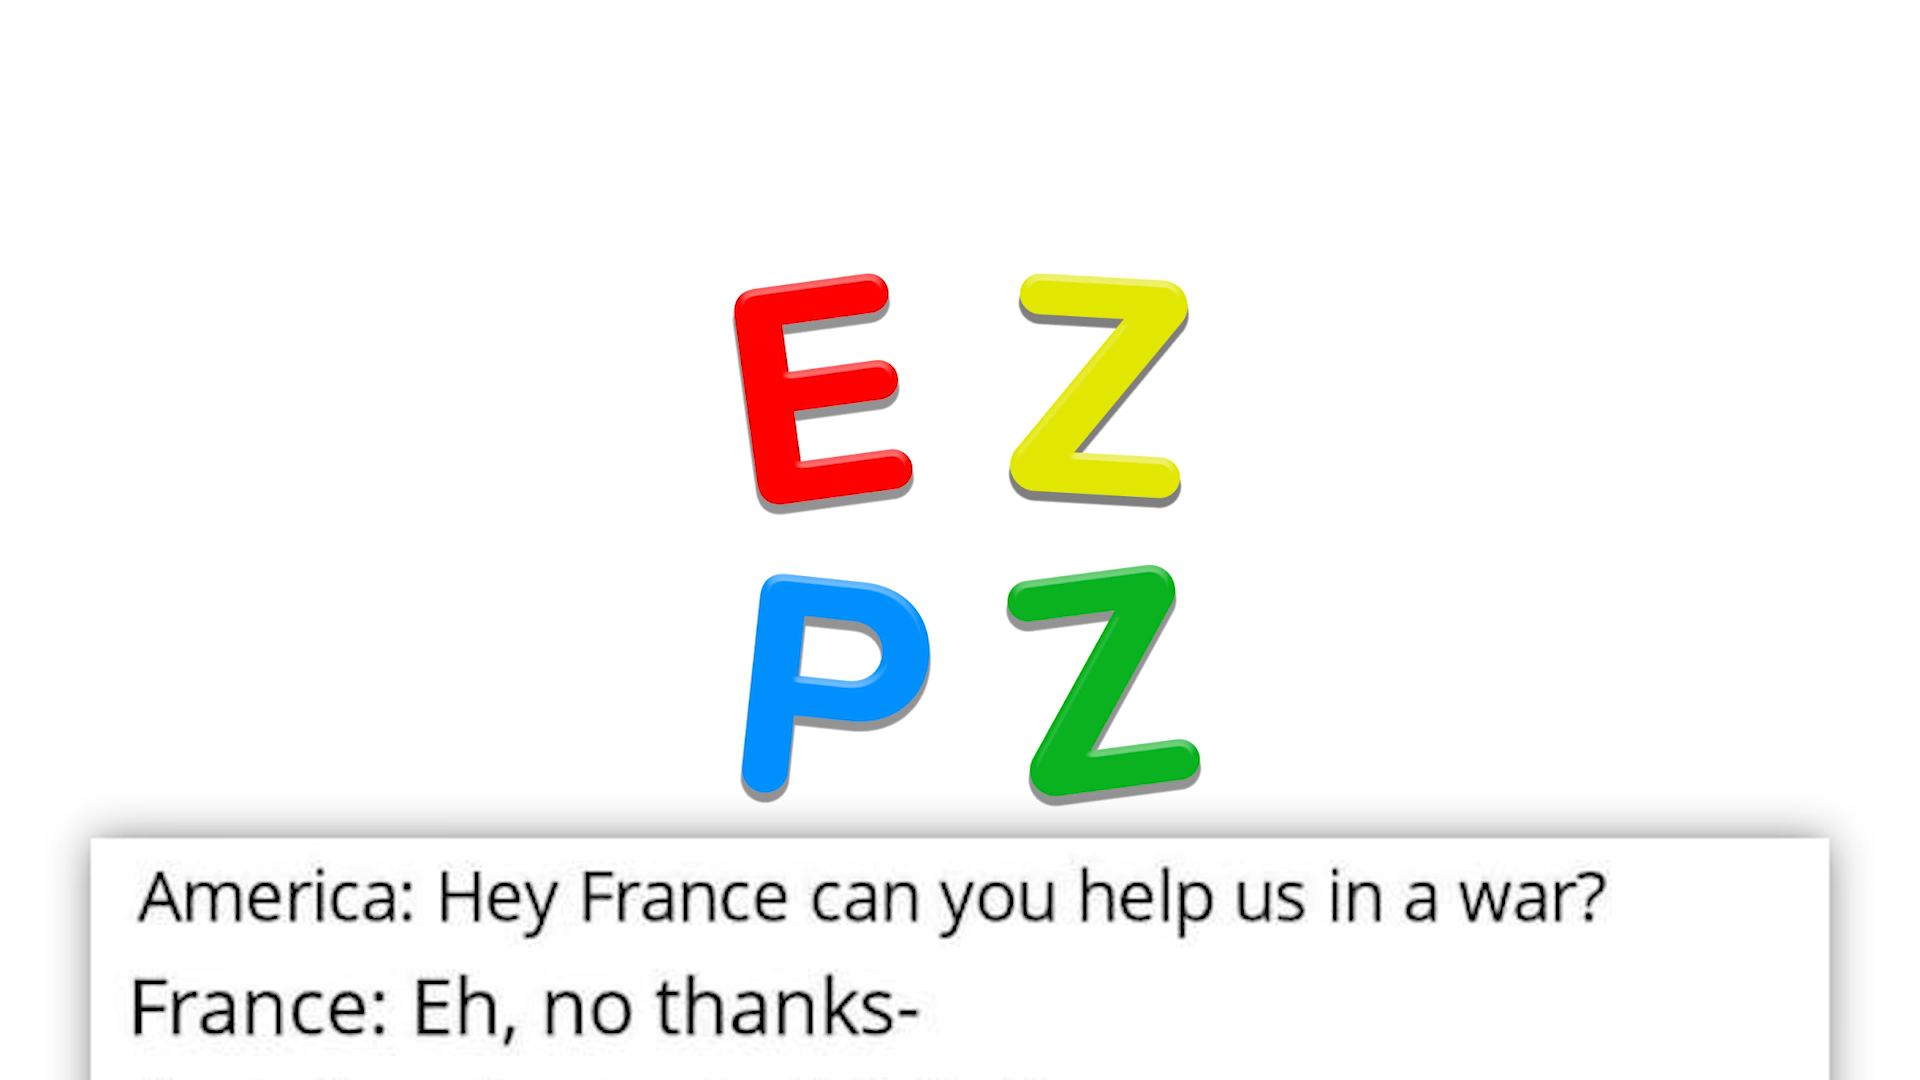 E Z
P Z
America: Hey France can you help us in a war?
France: Eh, no thanks-